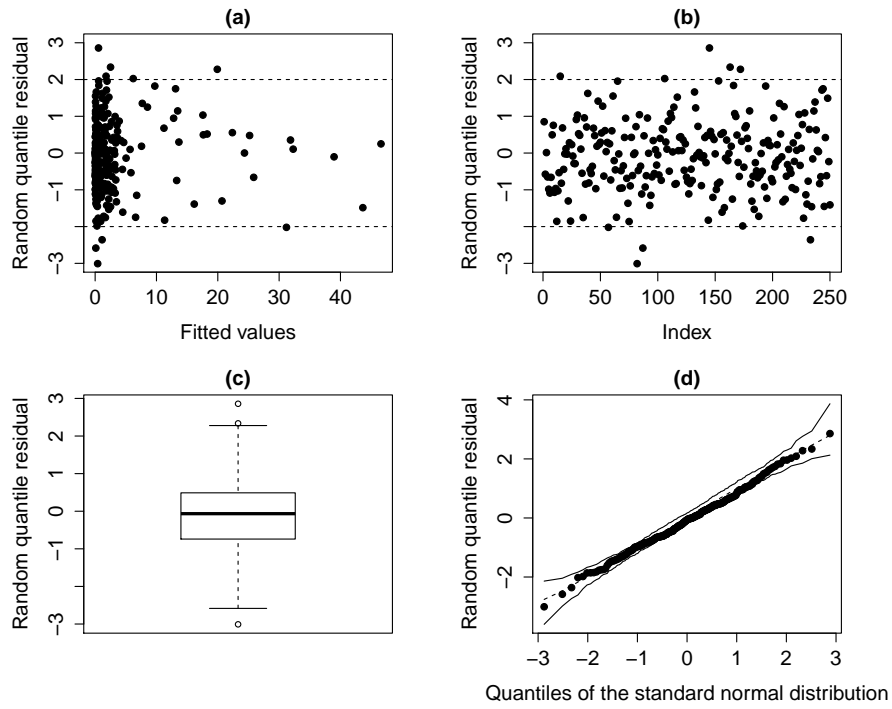 (a)
Random quantile residual
3
2
1
0
−1
−3
0 10 20 30 40
Fitted values
(b)
Random quantile residual
3
2
1
0
−1
−3
0 50 100 150 200 250
Index
(c)
Random quantile residual
3
2
1
0
−1
−3
(d)
Random quantile residual
4
2
0
−2
−3 −2 −1 0 1 2 3
Quantiles of the standard normal distribution